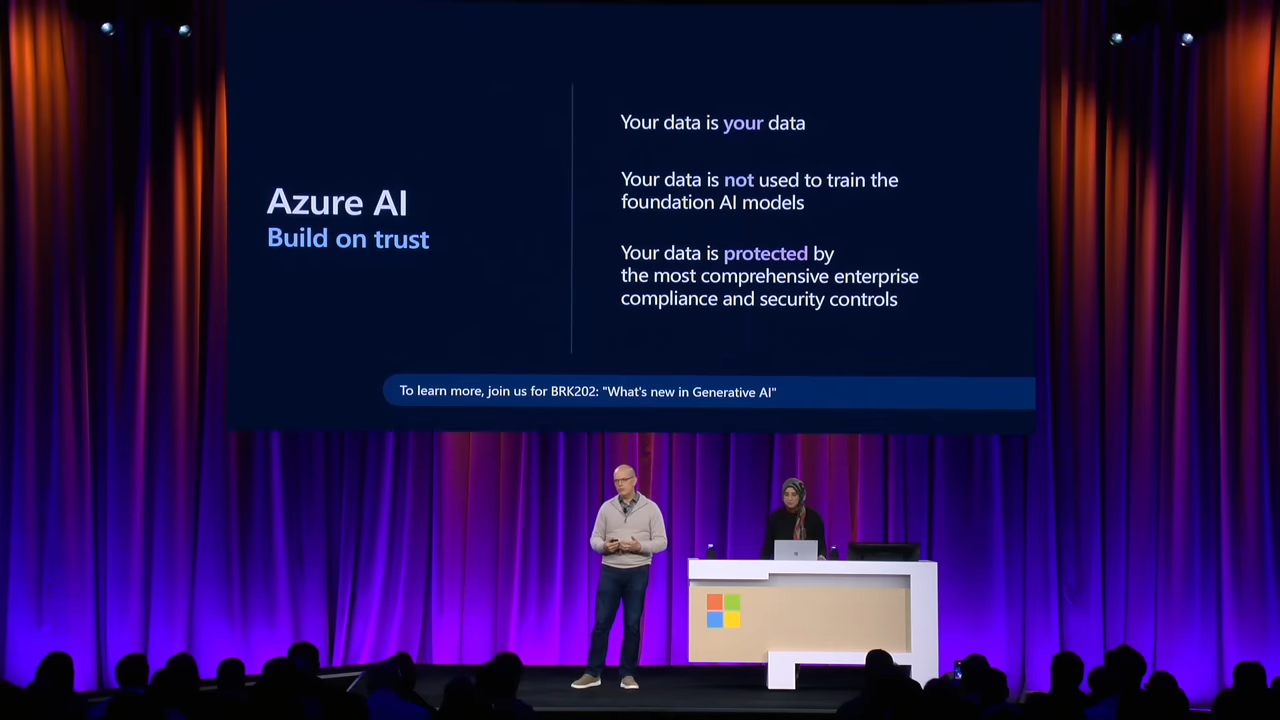 Azure AI
Build on trust
Your data is your data
Your data is not used to train the
foundation AI models
Your data is protected by
the most comprehensive enterprise
compliance and security controls
To learn more, join us for BRK202: "What's new in Generative AI"